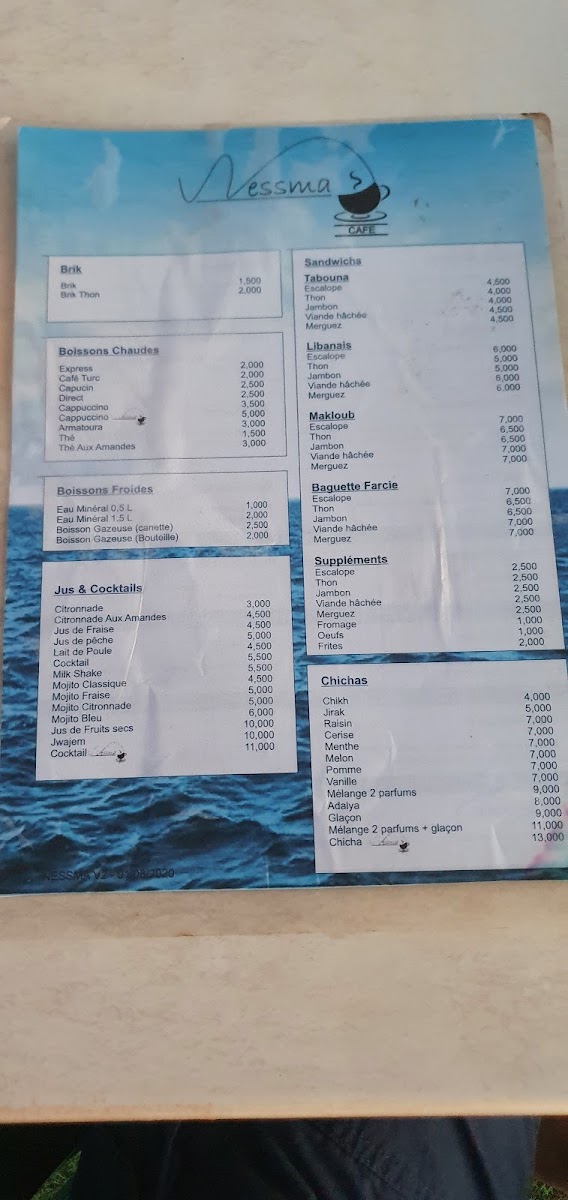 Nessma
CAFE
Brik
Brik 1,500
Brik Thon 2,000
Boissons Chaudes
Express 2,000
Café Turc 2,000
Capucin 2,500
Direct 2,500
Cappuccino 3,500
Cappuccino Nessma 5,000
Armatoura 3,000
Thé 1,500
Thé Aux Amandes 3,000
Boissons Froides
Eau Minéral 0.5 L 1,000
Eau Minéral 1.5 L 2,000
Boisson Gazeuse (canette) 2,500
Boisson Gazeuse (Bouteille) 2,000
Jus & Cocktails
Citronnade 3,000
Citronnade Aux Amandes 4,500
Jus de Fraise 4,500
Jus de pêche 5,000
Lait de Poule 4,500
Cocktail 5,500
Milk Shake 5,500
Mojito Classique 4,500
Mojito Fraise 5,000
Mojito Citronnade 5,000
Mojito Bleu 6,000
Jus de Fruits secs 10,000
Jwajem 10,000
Cocktail Nessma 11,000
Sandwichs
Tabouna
Escalope 4,500
Thon 4,000
Jambon 4,000
Viande hâchée 4,500
Merguez 4,500
Libanais
Escalope 6,000
Thon 5,000
Jambon 5,000
Viande hâchée 6,000
Merguez 6,000
Makloub
Escalope 7,000
Thon 6,500
Jambon 6,500
Viande hâchée 7,000
Merguez 7,000
Baguette Farcie
Escalope 7,000
Thon 6,500
Jambon 6,500
Viande hâchée 7,000
Merguez 7,000
Suppléments
Escalope 2,500
Thon 2,500
Jambon 2,500
Viande hâchée 2,500
Merguez 2,500
Fromage 1,000
Oeufs 1,000
Frites 2,000
Chichas
Chikh 4,000
Jirak 5,000
Raisin 7,000
Cerise 7,000
Menthe 7,000
Melon 7,000
Pomme 7,000
Vanille 7,000
Mélange 2 parfums 9,000
Adalya 8,000
Glaçon 9,000
Mélange 2 parfums + glaçon 11,000
Chicha Nessma 13,000
NESSMA V2 - 01/08/2020